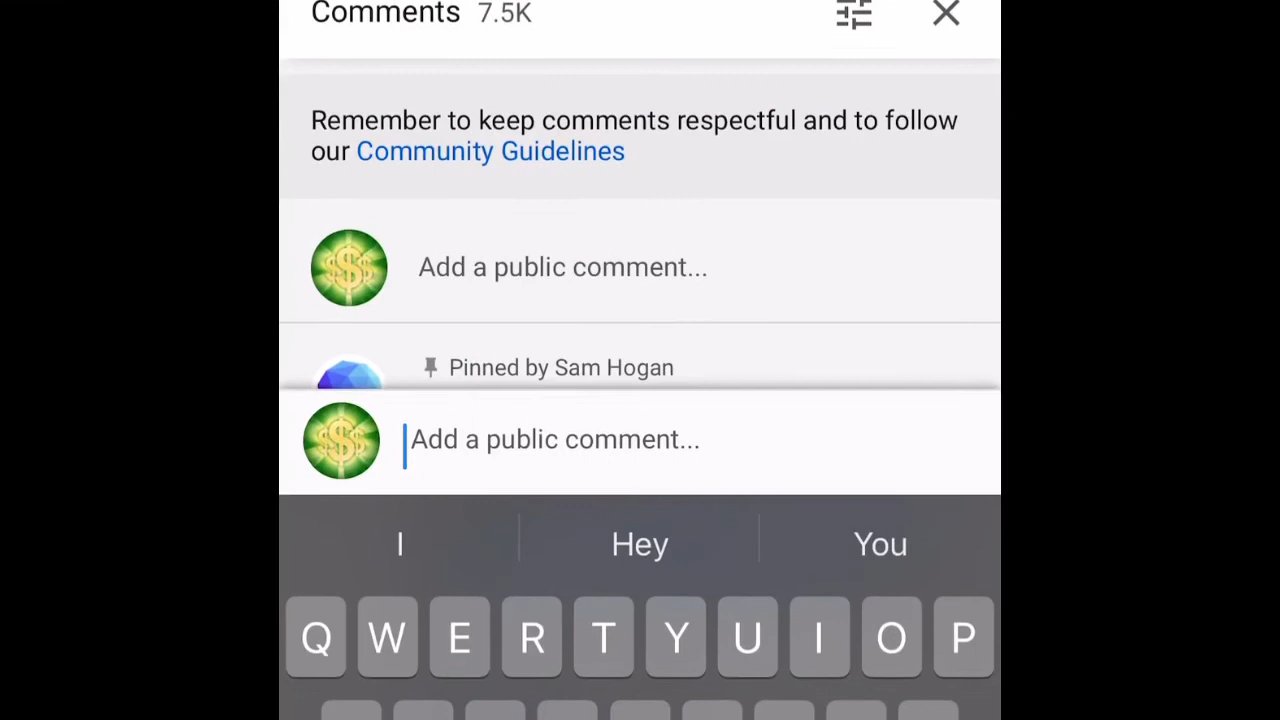 Comments 7.5K
Remember to keep comments respectful and to follow
our Community Guidelines
Add a public comment...
Pinned by Sam Hogan
Add a public comment...
I Hey You
Q W E R T Y U I O P